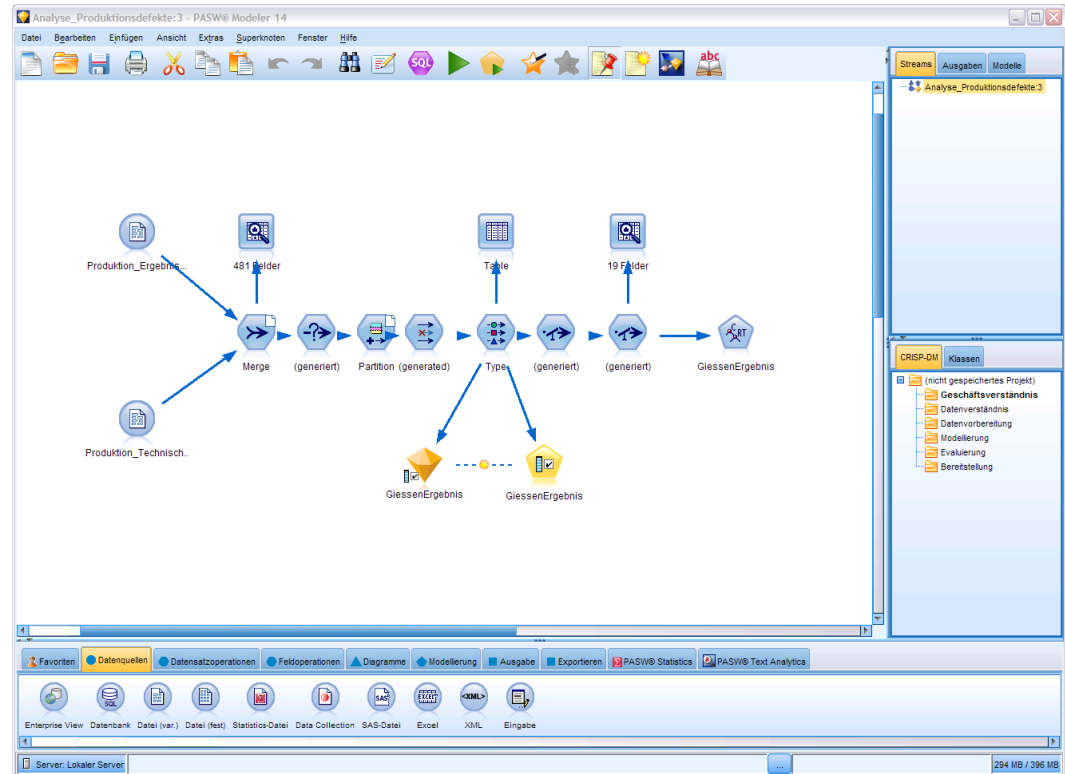 Analyse_Produktionsdefekte:3 - PASW® Modeler 14
Datei Bearbeiten Einfügen Ansicht Extras Superknoten Fenster Hilfe
SQL
abc
Streams Ausgaben Modelle
Analyse_Produktionsdefekte:3
Produktion_Ergebnis...
481 Felder
Table
19 Felder
Merge
(generiert)
Partition
(generated)
Type
(generiert)
(generiert)
C RT
GiessenErgebnis
Produktion_Technisch..
GiessenErgebnis
GiessenErgebnis
CRISP-DM Klassen
(nicht gespeichertes Projekt)
Geschäftsverständnis
Datenverständnis
Datenvorbereitung
Modellierung
Evaluierung
Bereitstellung
Favoriten Datenquellen Datensatzoperationen Feldoperationen Diagramme Modellierung Ausgabe Exportieren PASW® Statistics PASW® Text Analytics
SQL SAS EXCEL <XML>
Enterprise View Datenbank Datei (var.) Datei (fest) Statistics-Datei Data Collection SAS-Datei Excel XML Eingabe
Server: Lokaler Server ... 294 MB / 396 MB